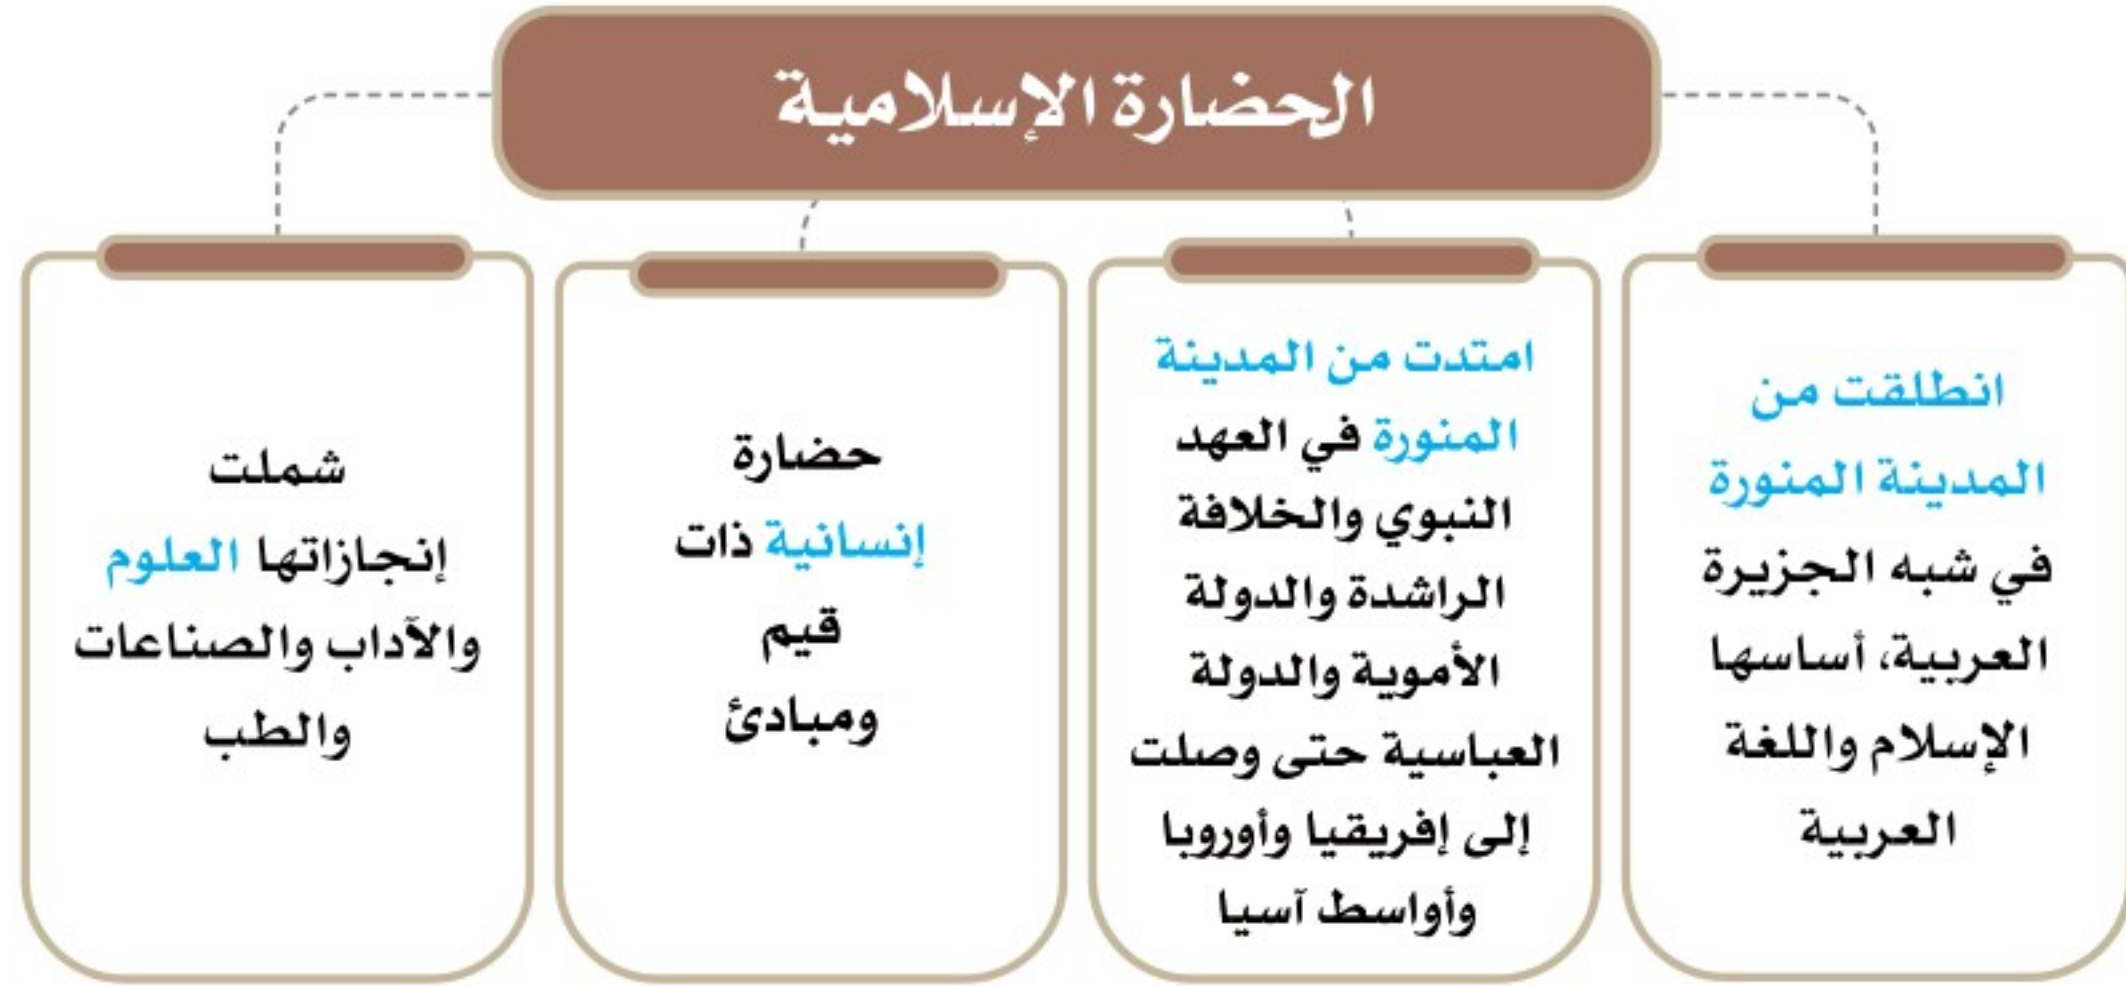 الحضارة الإسلامية
انطلقت من
المدينة المنورة
في شبه الجزيرة
العربية، أساسها
الإسلام واللغة
العربية
امتدت من المدينة
المنورة في العهد
النبوي والخلافة
الراشدة والدولة
الأموية والدولة
العباسية حتى وصلت
إلى إفريقيا وأوروبا
وأواسط آسيا
حضارة
إنسانية ذات
قيم
ومبادئ
شملت
إنجازاتها العلوم
والآداب والصناعات
والطب